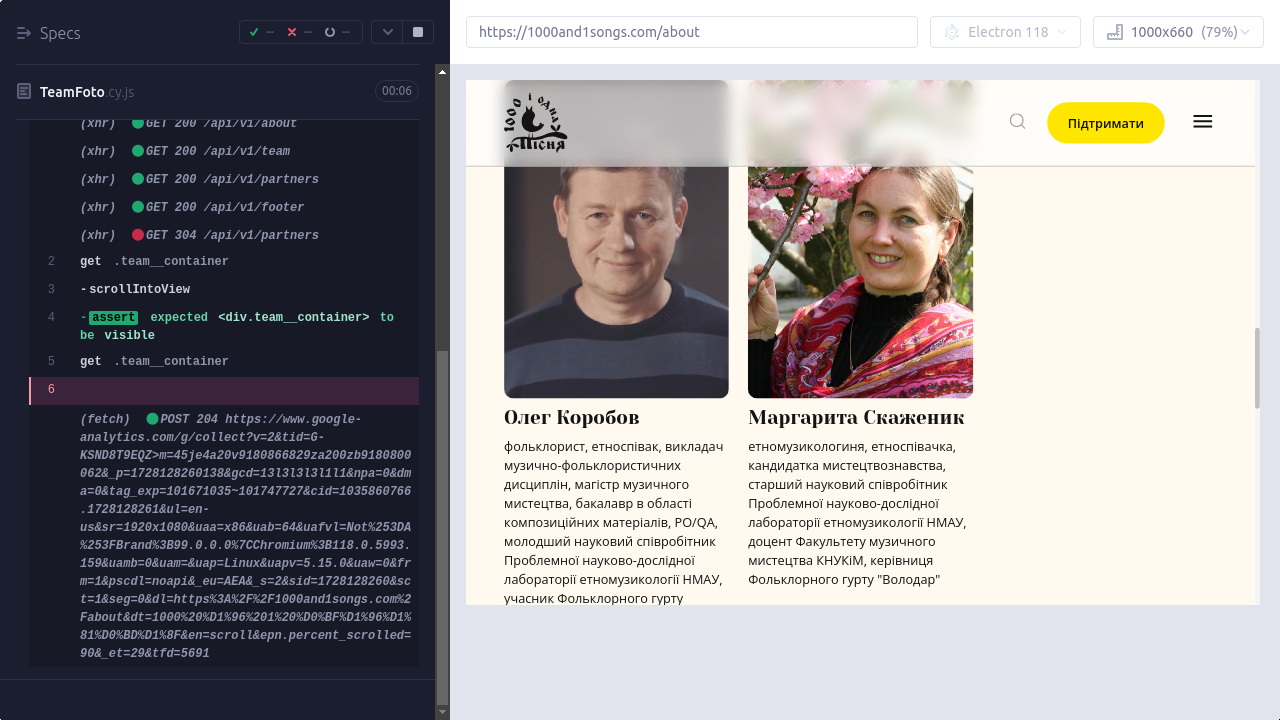 Specs
--
--
--
https://1000and1songs.com/about
Electron 118
1000x660 (79%)
TeamFoto.cy.js
00:06
(xhr) GET 200 /api/v1/about
(xhr) GET 200 /api/v1/team
(xhr) GET 200 /api/v1/partners
(xhr) GET 200 /api/v1/footer
(xhr) GET 304 /api/v1/partners
2 get .team__container
3 -scrollIntoView
4 -assert expected <div.team__container> to
be visible
5 get .team__container
6
(fetch) POST 204 https://www.google-
analytics.com/g/collect?v=2&tid=G-
KSND8T9EQZ>m=45je4a20v9180866829za200zb9180800
062&_p=1728128260138&gcd=13l3l3l3l1l1&npa=0&dm
a=0&tag_exp=101671035~101747727&cid=1035860766
.1728128261&ul=en-
us&sr=1920x1080&uaa=x86&uab=64&uafvl=Not%253DA
%253FBrand%3B99.0.0.0%7CChromium%3B118.0.5993.
159&uamb=0&uam=&uap=Linux&uapv=5.15.0&uaw=0&fr
m=1&pscdl=noapi&_eu=AEA&_s=2&sid=1728128260&sc
t=1&seg=0&dl=https%3A%2F%2F1000and1songs.com%2
Fabout&dt=1000%20%D1%96%201%20%D0%BF%D1%96%D1%
81%D0%BD%D1%8F&en=scroll&epn.percent_scrolled=
90&_et=29&tfd=5691
1000 і одна
Пісня
Підтримати
Олег Коробов
фольклорист, етноспівак, викладач
музично-фольклористичних
дисциплін, магістр музичного
мистецтва, бакалавр в області
композиційних матеріалів, PO/QA,
молодший науковий співробітник
Проблемної науково-дослідної
лабораторії етномузикології НМАУ,
учасник Фольклорного гурту
Маргарита Скаженик
етномузикологиня, етноспівачка,
кандидатка мистецтвознавства,
старший науковий співробітник
Проблемної науково-дослідної
лабораторії етномузикології НМАУ,
доцент Факультету музичного
мистецтва КНУКіМ, керівниця
Фольклорного гурту "Володар"